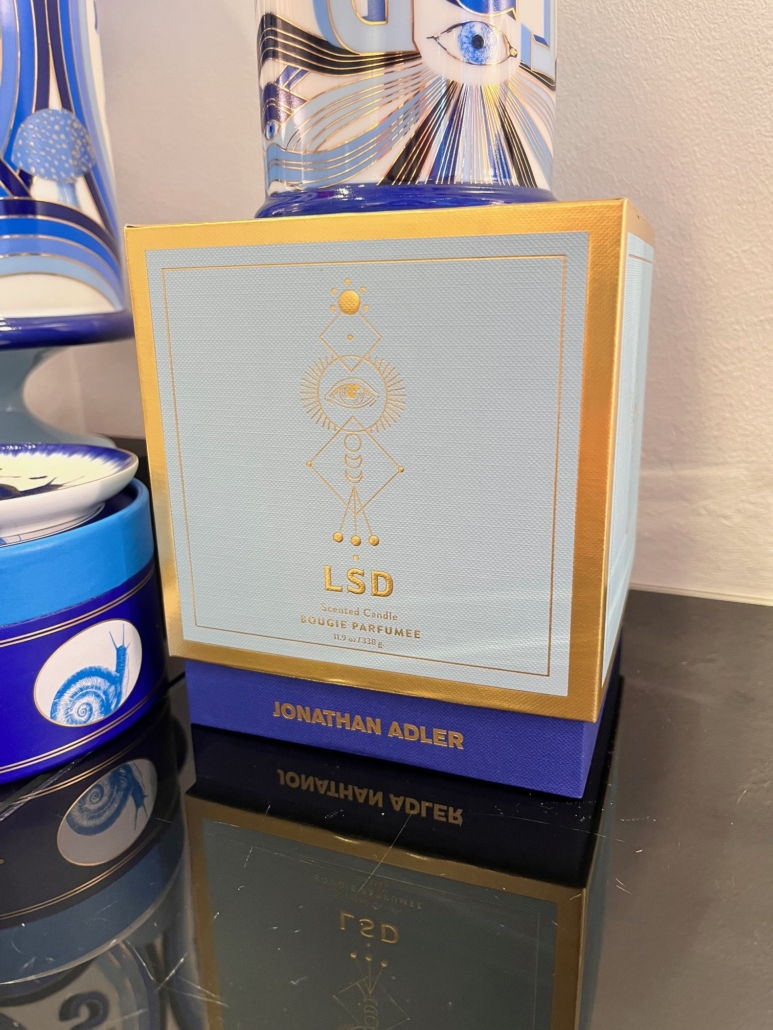 LSD
Scented Candle
BOUGIE PARFUMEE
11.9 oz / 338 g
JONATHAN ADLER